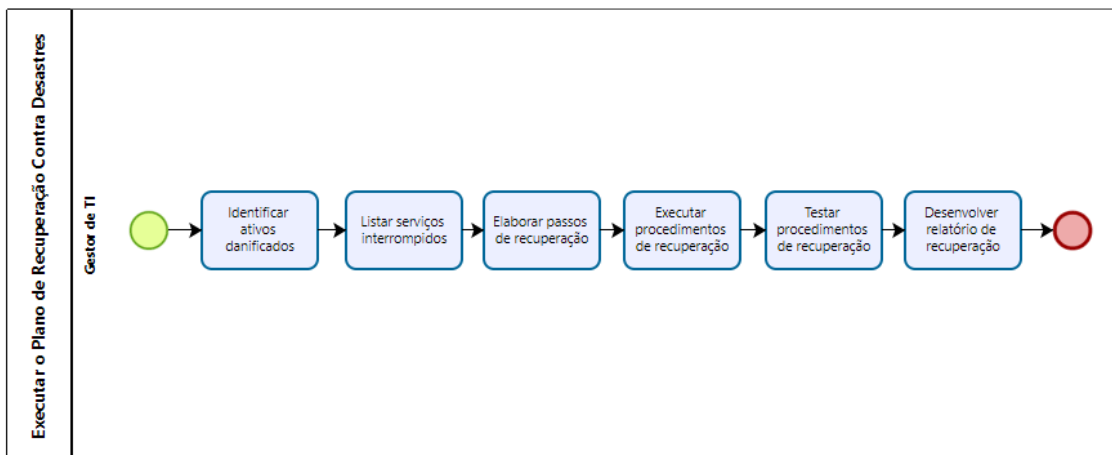 Executar o Plano de Recuperação Contra Desastres
Gestor de TI
Identificar
ativos
danificados
Listar serviços
interrompidos
Elaborar passos
de recuperação
Executar
procedimentos
de recuperação
Testar
procedimentos
de recuperação
Desenvolver
relatório de
recuperação